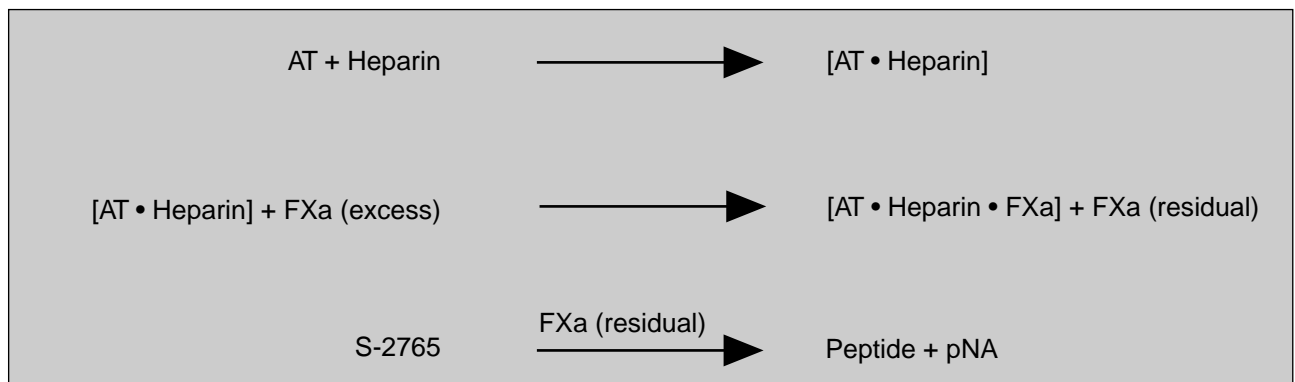 AT + Heparin [AT • Heparin]
[AT • Heparin] + FXa (excess) [AT • Heparin • FXa] + FXa (residual)
FXa (residual)
S-2765 Peptide + pNA